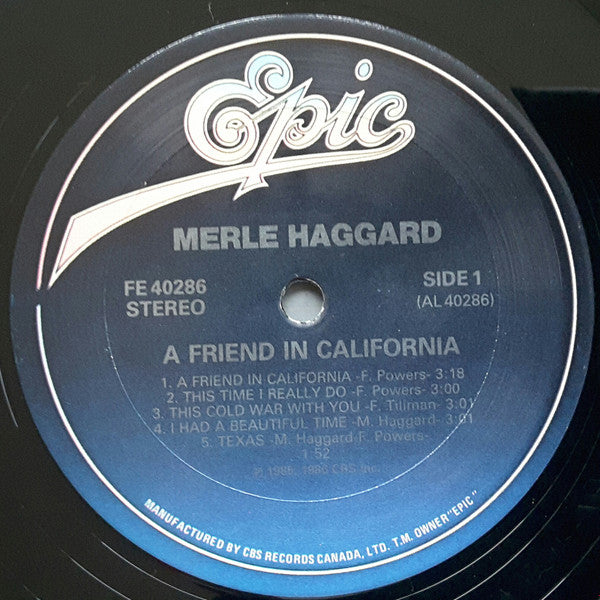 Epic
MERLE HAGGARD
FE 40286
STEREO
SIDE 1
(AL 40286)
A FRIEND IN CALIFORNIA
1. A FRIEND IN CALIFORNIA -F. Powers- 3:18
2. THIS TIME I REALLY DO -F. Powers- 3:00
3. THIS COLD WAR WITH YOU -F. Tillman- 3:01
4. I HAD A BEAUTIFUL TIME -M. Haggard- 3:01
5. TEXAS -M. Haggard-F. Powers-
1:52
CBS Inc.
MANUFACTURED BY CBS RECORDS CANADA, LTD. T.M. OWNER "EPIC"